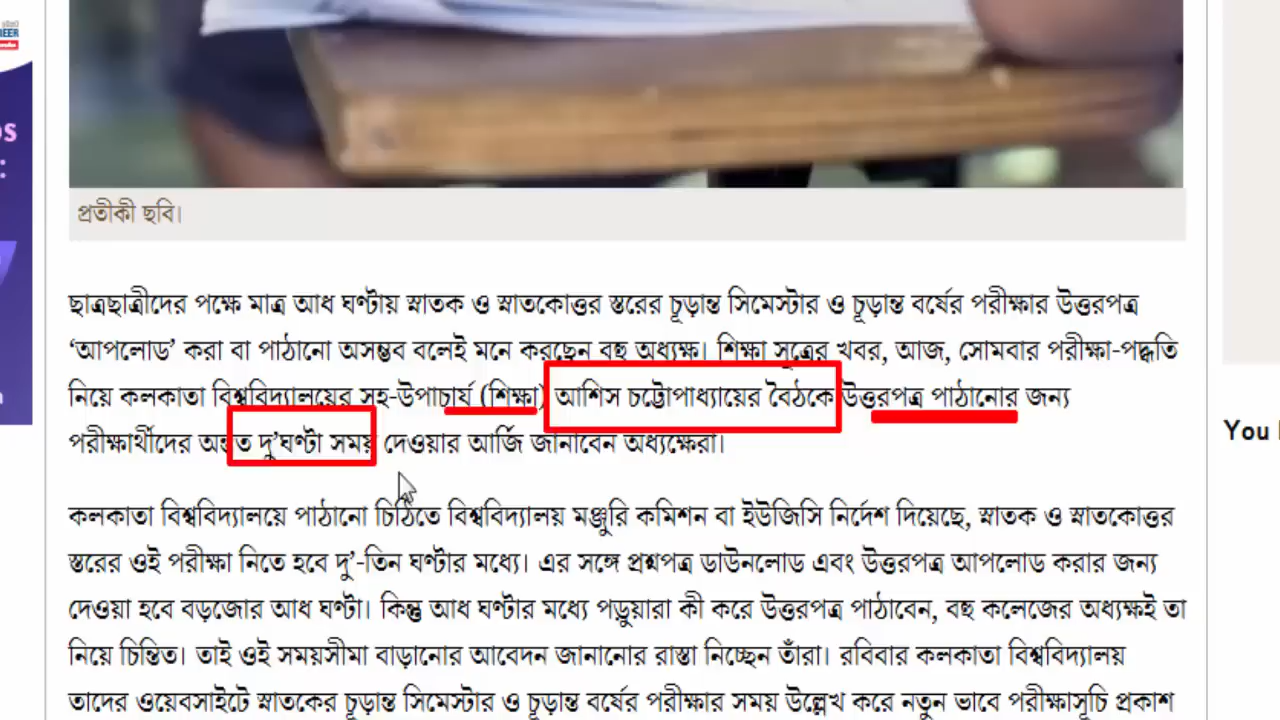 REER
os
:
n
প্রতীকী ছবি।
ছাত্রছাত্রীদের পক্ষে মাত্র আধ ঘণ্টায় স্নাতক ও স্নাতকোত্তর স্তরের চূড়ান্ত সিমেস্টার ও চূড়ান্ত বর্ষের পরীক্ষার উত্তরপত্র
‘আপলোড’ করা বা পাঠানো অসম্ভব বলেই মনে করছেন বহু অধ্যক্ষ। শিক্ষা সূত্রের খবর, আজ, সোমবার পরীক্ষা-পদ্ধতি
নিয়ে কলকাতা বিশ্ববিদ্যালয়ের সহ-উপাচার্য (শিক্ষা) আশিস চট্টোপাধ্যায়ের বৈঠকে উত্তরপত্র পাঠানোর জন্য
পরীক্ষার্থীদের অন্তত দু’ঘণ্টা সময় দেওয়ার আর্জি জানাবেন অধ্যক্ষেরা।
You
কলকাতা বিশ্ববিদ্যালয়ে পাঠানো চিঠিতে বিশ্ববিদ্যালয় মঞ্জুরি কমিশন বা ইউজিসি নির্দেশ দিয়েছে, স্নাতক ও স্নাতকোত্তর
স্তরের ওই পরীক্ষা নিতে হবে দু’-তিন ঘণ্টার মধ্যে। এর সঙ্গে প্রশ্নপত্র ডাউনলোড এবং উত্তরপত্র আপলোড করার জন্য
দেওয়া হবে বড়জোর আধ ঘণ্টা। কিন্তু আধ ঘণ্টার মধ্যে পড়ুয়ারা কী করে উত্তরপত্র পাঠাবেন, বহু কলেজের অধ্যক্ষই তা
নিয়ে চিন্তিত। তাই ওই সময়সীমা বাড়ানোর আবেদন জানানোর রাস্তা নিচ্ছেন তাঁরা। রবিবার কলকাতা বিশ্ববিদ্যালয়
তাদের ওয়েবসাইটে স্নাতকের চূড়ান্ত সিমেস্টার ও চূড়ান্ত বর্ষের পরীক্ষার সময় উল্লেখ করে নতুন ভাবে পরীক্ষাসূচি প্রকাশ